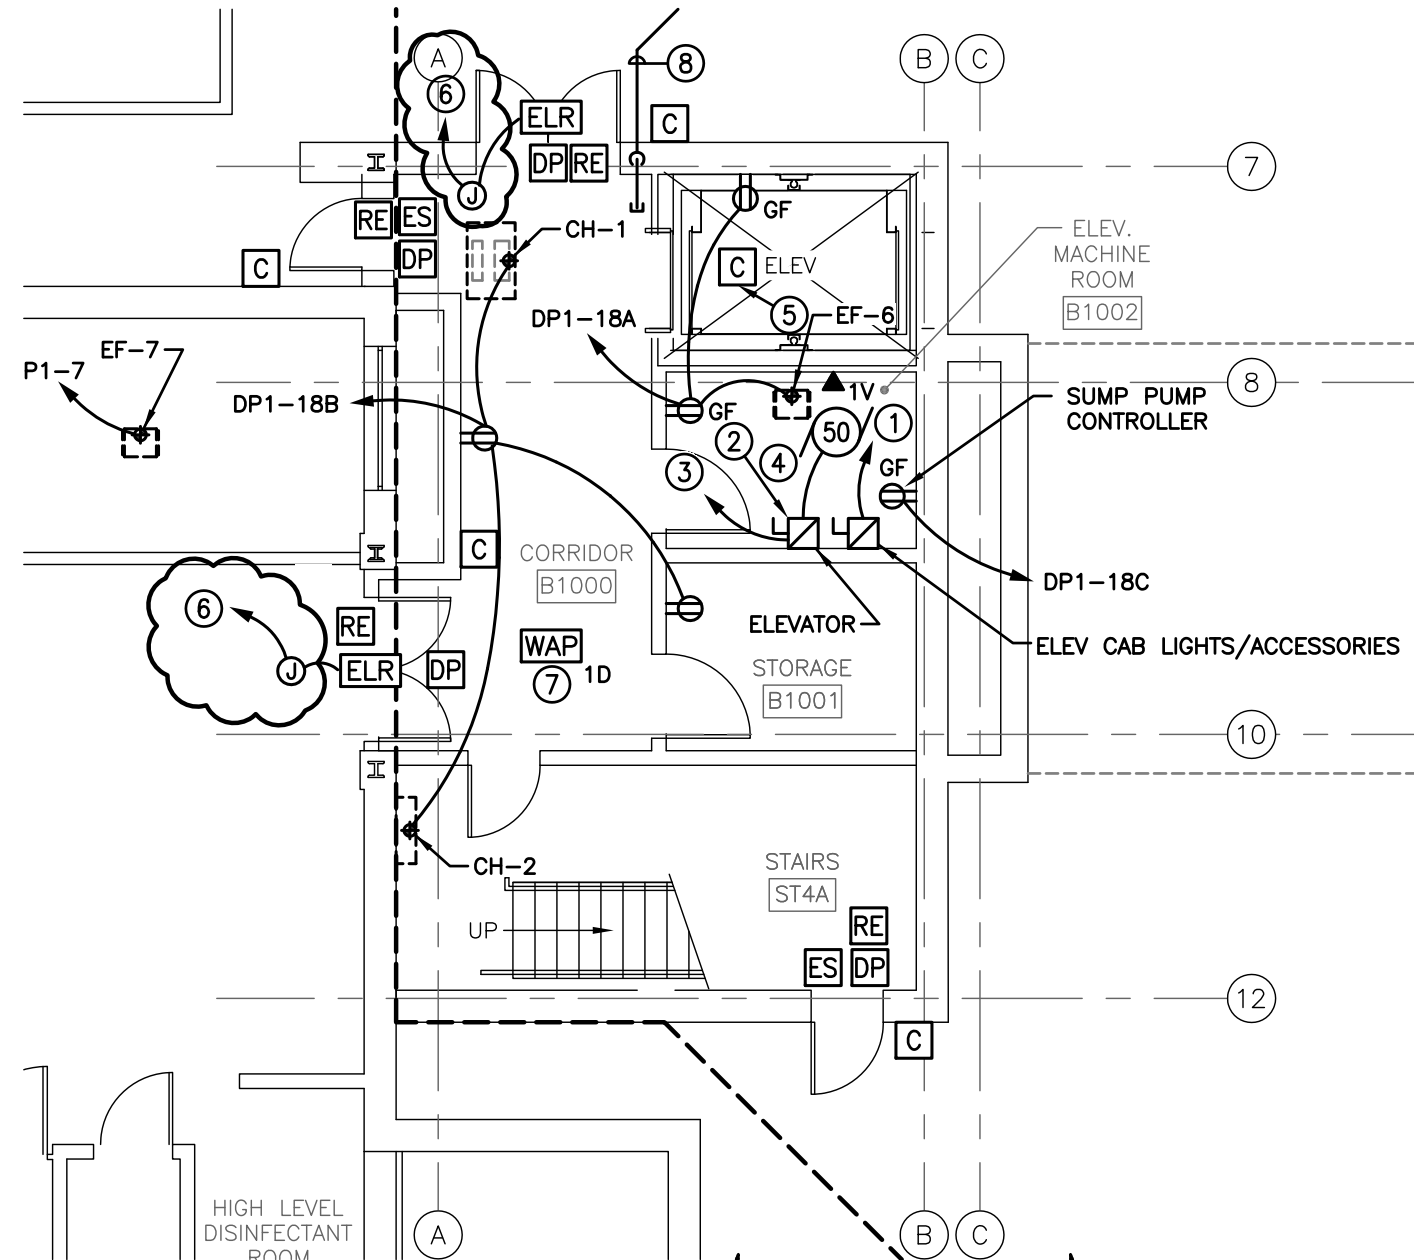 A
B
C
6
8
ELR
C
DP
RE
7
J
RE
ES
GF
CH-1
ELEV.
MACHINE
ROOM
B1002
C
DP
C
ELEV
5
EF-6
DP1-18A
EF-7
P1-7
DP1-18B
8
1V
SUMP PUMP
CONTROLLER
GF
2
50
1
4
3
GF
C
CORRIDOR
B1000
DP1-18C
6
RE
ELEVATOR
WAP
ELEV CAB LIGHTS/ACCESSORIES
J
ELR
DP
7
1D
STORAGE
B1001
10
CH-2
STAIRS
ST4A
UP
RE
ES
DP
12
C
HIGH LEVEL
DISINFECTANT
ROOM
A
B
C